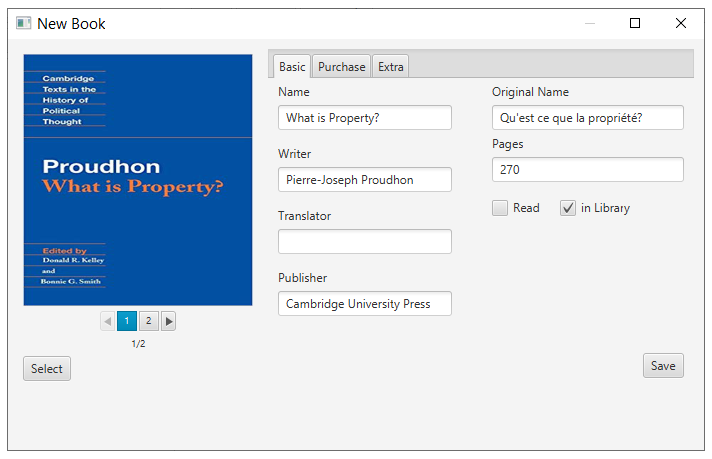 New Book
Cambridge
Texts in the
History of
Political
Thought
Proudhon
What is Property?
Edited by
Donald R. Kelley
and
Bonnie G. Smith
1 2
1/2
Select
Basic Purchase Extra
Name
What is Property?
Writer
Pierre-Joseph Proudhon
Translator
Publisher
Cambridge University Press
Original Name
Qu'est ce que la propriété?
Pages
270
Read in Library
Save